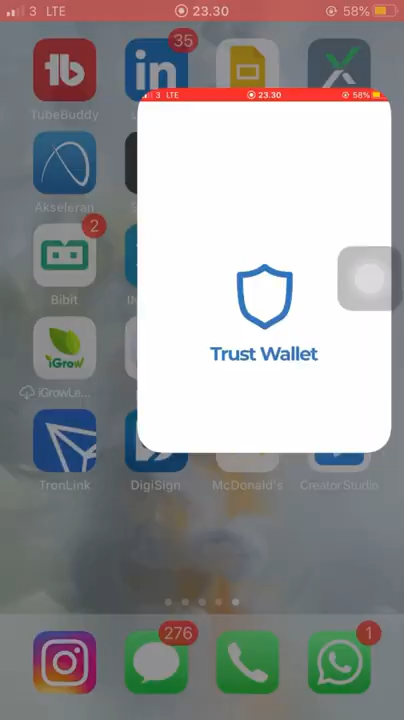 3 LTE 23.30 58%
35
3 LTE 23.30 58%
TubeBuddy
Akseleran
2
Bibit
Trust Wallet
iGrow
iGrowLe...
TronLink DigiSign McDonald's Creator Studio
276 1